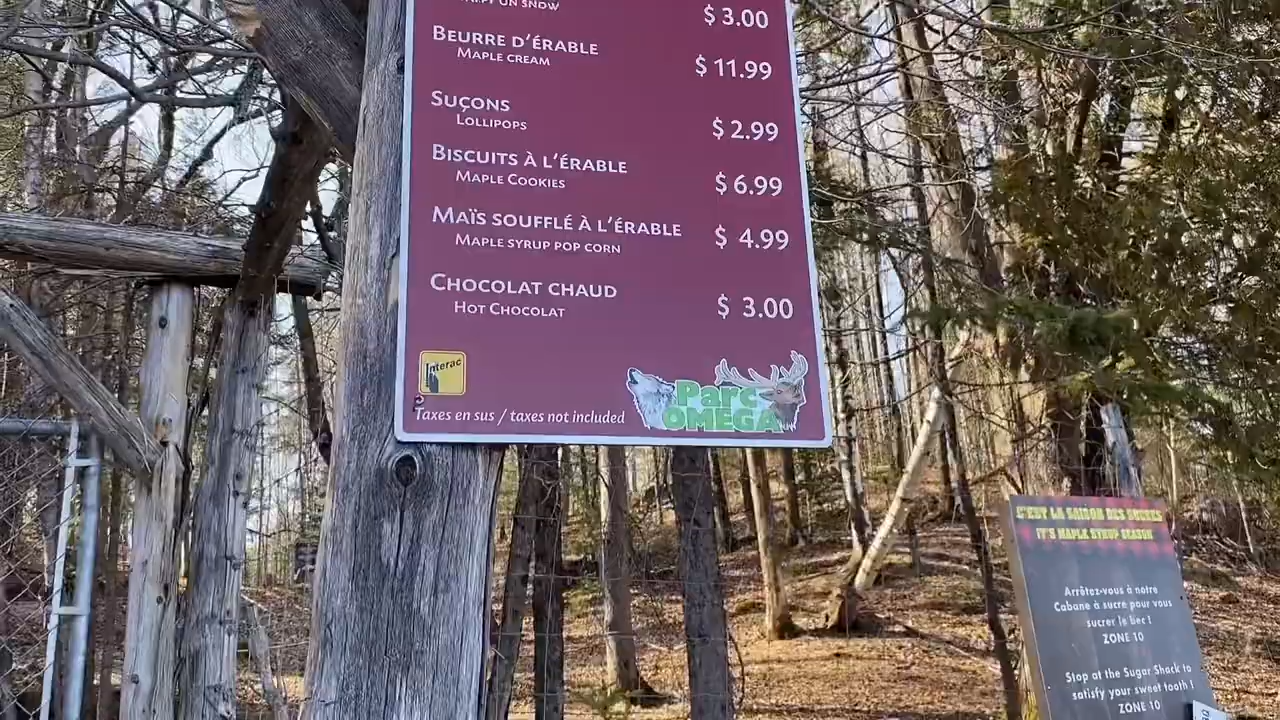 ON SNOW
$ 3.00
BEURRE D'ÉRABLE
MAPLE CREAM
$ 11.99
SUÇONS
LOLLIPOPS
$ 2.99
BISCUITS À L'ÉRABLE
MAPLE COOKIES
$ 6.99
MAÏS SOUFFLÉ À L'ÉRABLE
MAPLE SYRUP POP CORN
$ 4.99
CHOCOLAT CHAUD
HOT CHOCOLAT
$ 3.00
Interac
Taxes en sus / taxes not included
Parc
OMEGA
C'EST LA SAISON DES SUCRES
IT'S MAPLE SYRUP SEASON
Arrêtez-vous à notre
Cabane à sucre pour vous
sucrer le bec !
ZONE 10
Stop at the Sugar Shack to
satisfy your sweet tooth !
ZONE 10